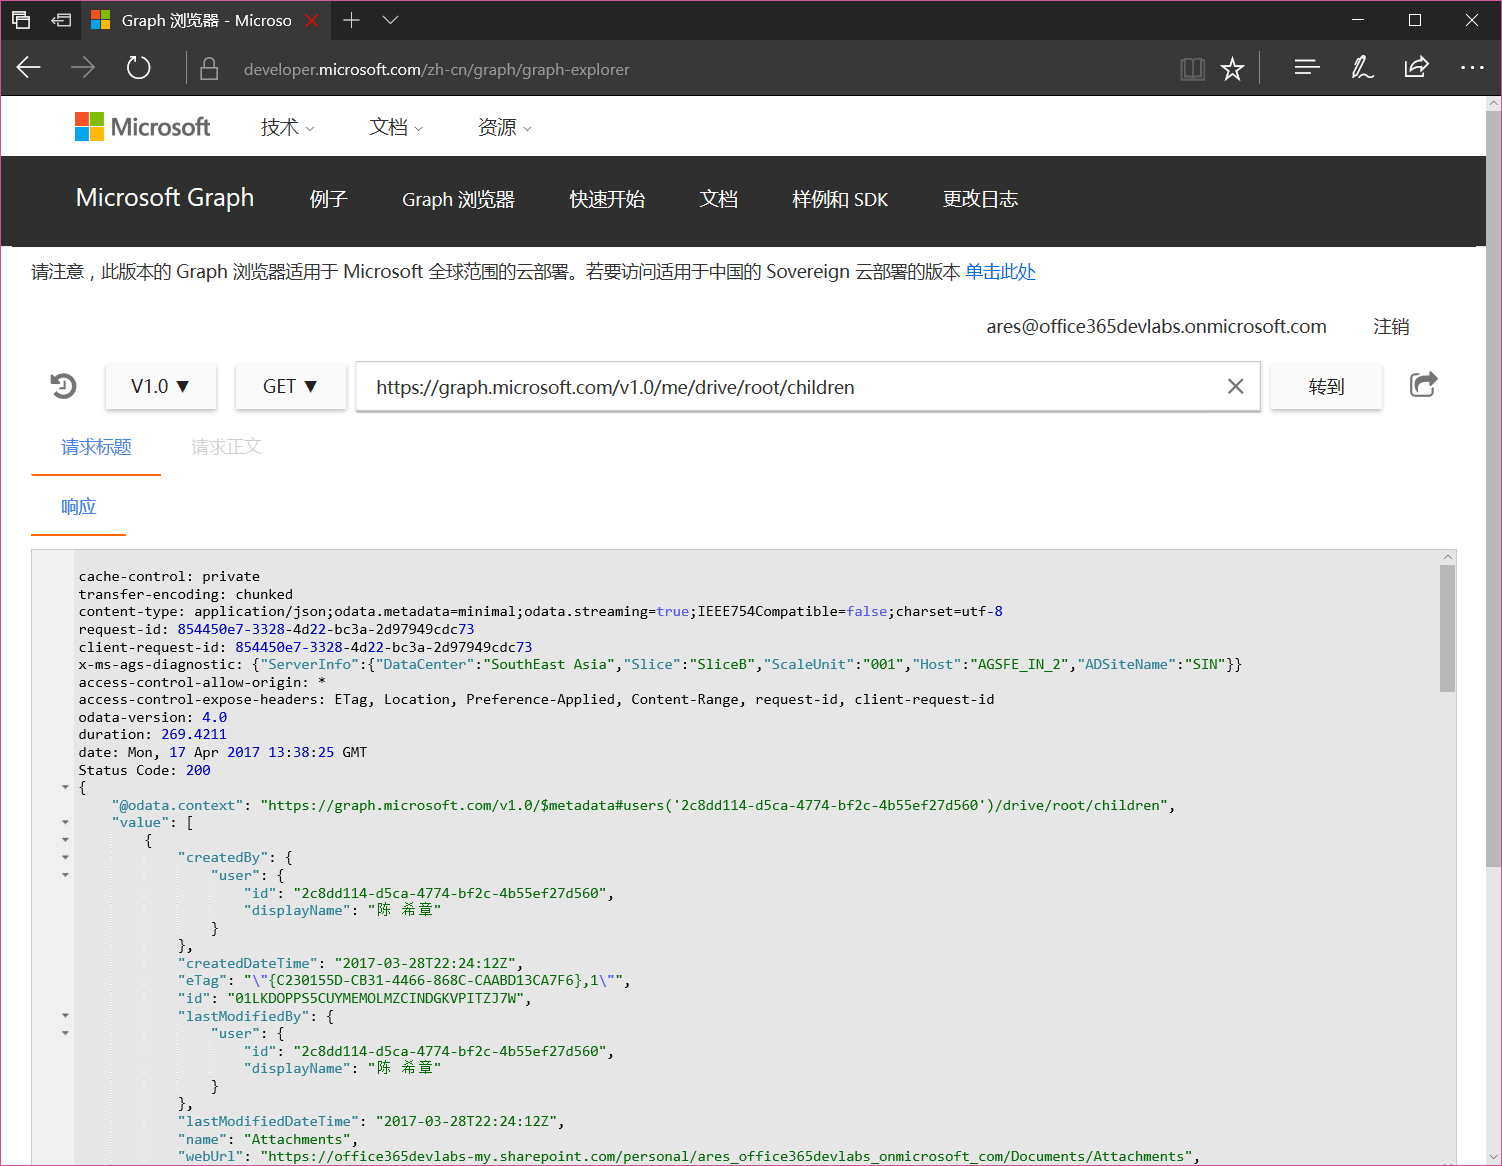 Graph 浏览器 - Microso
developer.microsoft.com/zh-cn/graph/graph-explorer
Microsoft 技术 文档 资源
Microsoft Graph 例子 Graph 浏览器 快速开始 文档 样例和 SDK 更改日志
请注意，此版本的 Graph 浏览器适用于 Microsoft 全球范围的云部署。若要访问适用于中国的 Sovereign 云部署的版本 单击此处
ares@office365devlabs.onmicrosoft.com 注销
V1.0 ▼ GET ▼ https://graph.microsoft.com/v1.0/me/drive/root/children 转到
请求标题 请求正文
响应
cache-control: private
transfer-encoding: chunked
content-type: application/json;odata.metadata=minimal;odata.streaming=true;IEEE754Compatible=false;charset=utf-8
request-id: 854450e7-3328-4d22-bc3a-2d97949cdc73
client-request-id: 854450e7-3328-4d22-bc3a-2d97949cdc73
x-ms-ags-diagnostic: {"ServerInfo":{"DataCenter":"SouthEast Asia","Slice":"SliceB","ScaleUnit":"001","Host":"AGSFE_IN_2","ADSiteName":"SIN"}}
access-control-allow-origin: *
access-control-expose-headers: ETag, Location, Preference-Applied, Content-Range, request-id, client-request-id
odata-version: 4.0
duration: 269.4211
date: Mon, 17 Apr 2017 13:38:25 GMT
Status Code: 200
{
"@odata.context": "https://graph.microsoft.com/v1.0/$metadata#users('2c8dd114-d5ca-4774-bf2c-4b55ef27d560')/drive/root/children",
"value": [
{
"createdBy": {
"user": {
"id": "2c8dd114-d5ca-4774-bf2c-4b55ef27d560",
"displayName": "陈 希章"
}
},
"createdDateTime": "2017-03-28T22:24:12Z",
"eTag": "\"{C230155D-CB31-4466-868C-CAABD13CA7F6},1\"",
"id": "01LKDOPPS5CUYMEMOLMZCINDGKVPITZJ7W",
"lastModifiedBy": {
"user": {
"id": "2c8dd114-d5ca-4774-bf2c-4b55ef27d560",
"displayName": "陈 希章"
}
},
"lastModifiedDateTime": "2017-03-28T22:24:12Z",
"name": "Attachments",
"webUrl": "https://office365devlabs-my.sharepoint.com/personal/ares_office365devlabs_onmicrosoft_com/Documents/Attachments",